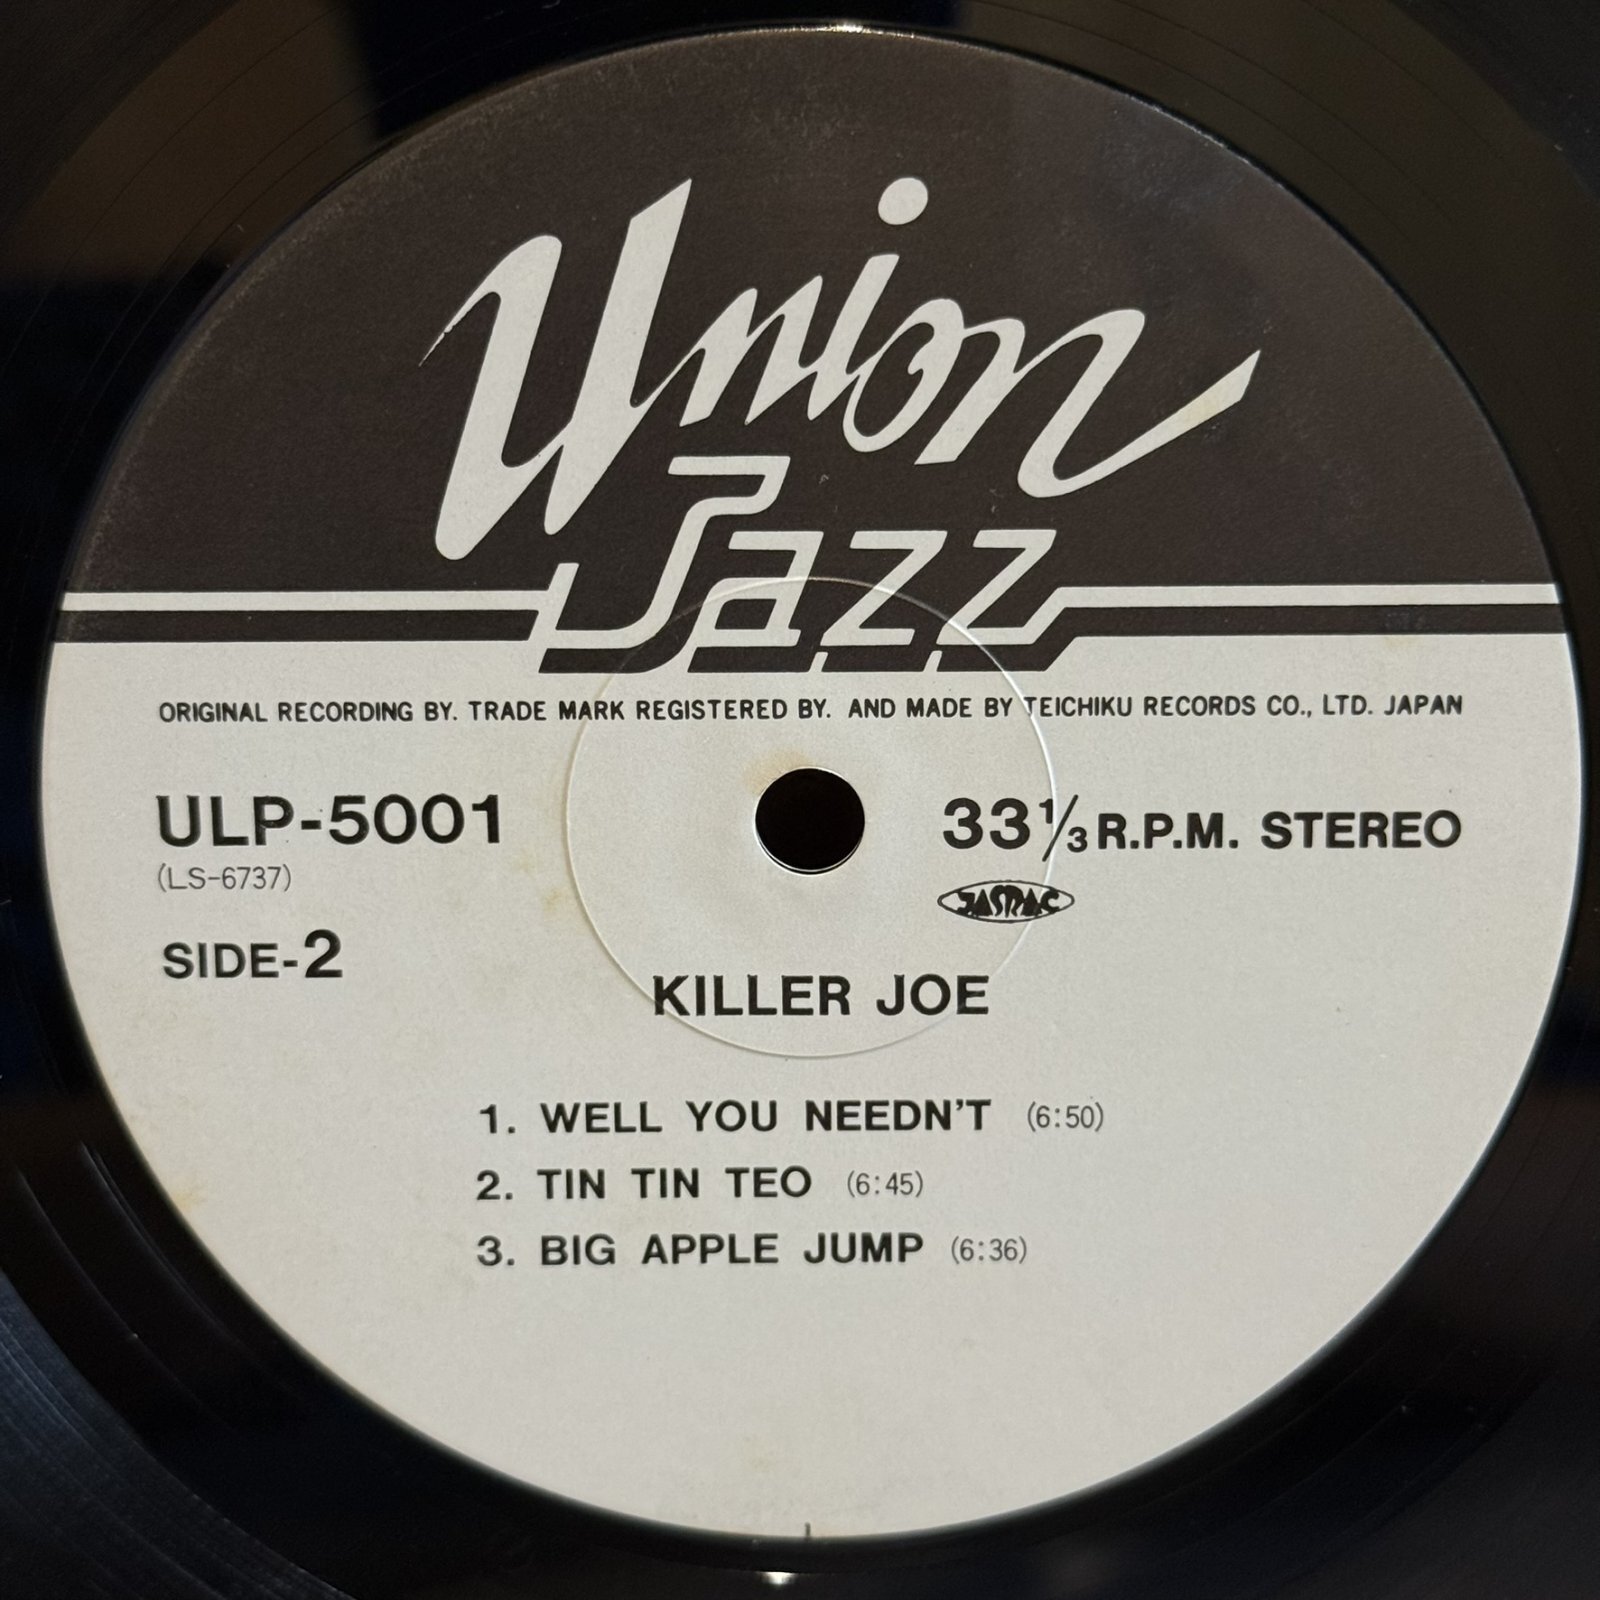 Union
Jazz
ORIGINAL RECORDING BY. TRADE MARK REGISTERED BY. AND MADE BY TEICHIKU RECORDS CO., LTD. JAPAN
ULP-5001
33 1/3 R.P.M. STEREO
(LS-6737)
JASRAC
SIDE-2
KILLER JOE
1. WELL YOU NEEDN'T (6:50)
2. TIN TIN TEO (6:45)
3. BIG APPLE JUMP (6:36)